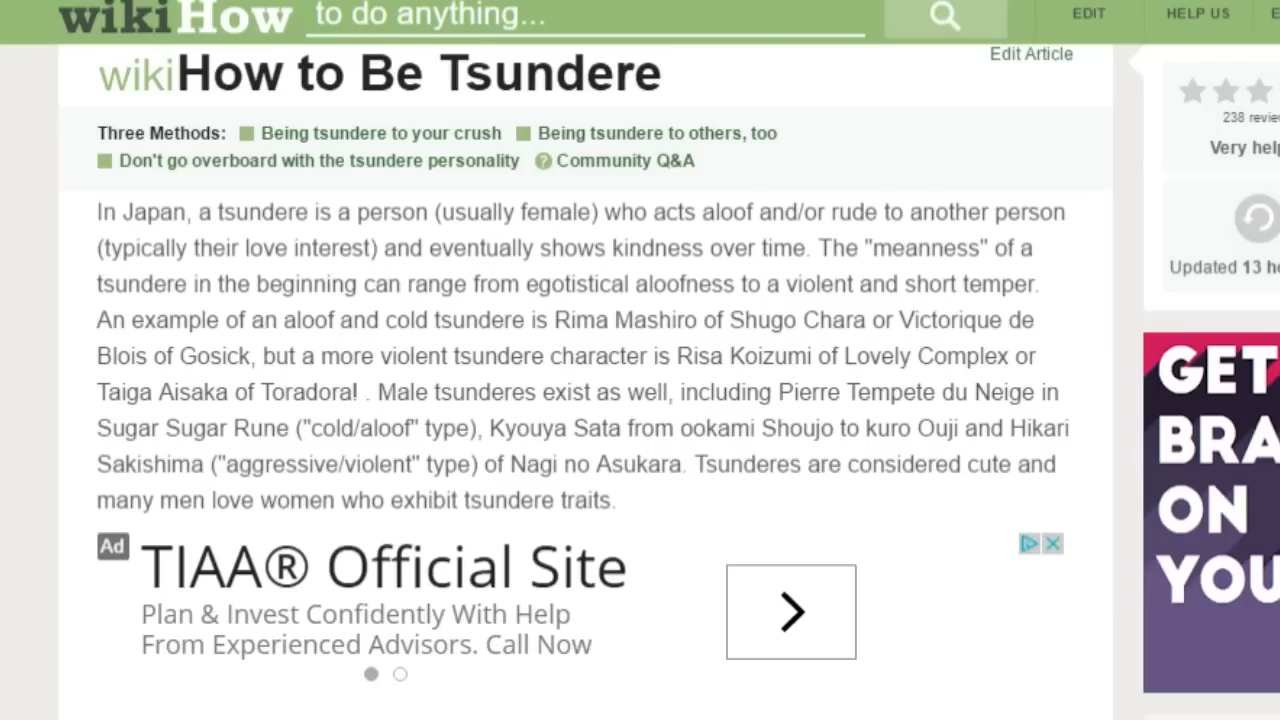 wikiHow to do anything...
EDIT
HELP US
wikiHow to Be Tsundere
Edit Article
Three Methods: Being tsundere to your crush Being tsundere to others, too
Don't go overboard with the tsundere personality ? Community Q&A
In Japan, a tsundere is a person (usually female) who acts aloof and/or rude to another person
(typically their love interest) and eventually shows kindness over time. The "meanness" of a
tsundere in the beginning can range from egotistical aloofness to a violent and short temper.
An example of an aloof and cold tsundere is Rima Mashiro of Shugo Chara or Victorique de
Blois of Gosick, but a more violent tsundere character is Risa Koizumi of Lovely Complex or
Taiga Aisaka of Toradora! . Male tsunderes exist as well, including Pierre Tempete du Neige in
Sugar Sugar Rune ("cold/aloof" type), Kyouya Sata from ookami Shoujo to kuro Ouji and Hikari
Sakishima ("aggressive/violent" type) of Nagi no Asukara. Tsunderes are considered cute and
many men love women who exhibit tsundere traits.
Ad
TIAA® Official Site
Plan & Invest Confidently With Help
From Experienced Advisors. Call Now
238
Very
Updated 13
GET
ON